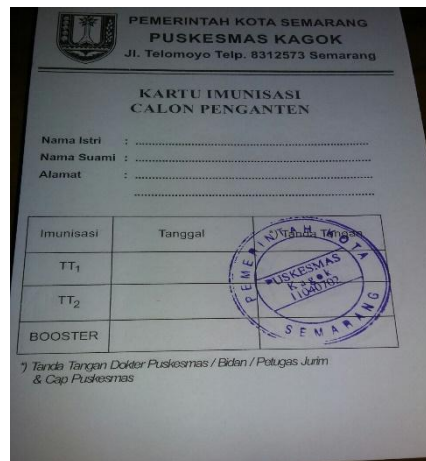 PEMERINTAH KOTA SEMARANG
PUSKESMAS KAGOK
Jl. Telomoyo Telp. 8312573 Semarang
KARTU IMUNISASI
CALON PENGANTEN
Nama Istri :
Nama Suami :
Alamat :
Imunisasi Tanggal *) Tanda Tangan
TT1
TT2
BOOSTER
PEMERINTAH KOTA
PUSKESMAS
Kagok
11040702
SEMARANG
*) Tanda Tangan Dokter Puskesmas / Bidan / Petugas Jurim
& Cap Puskesmas